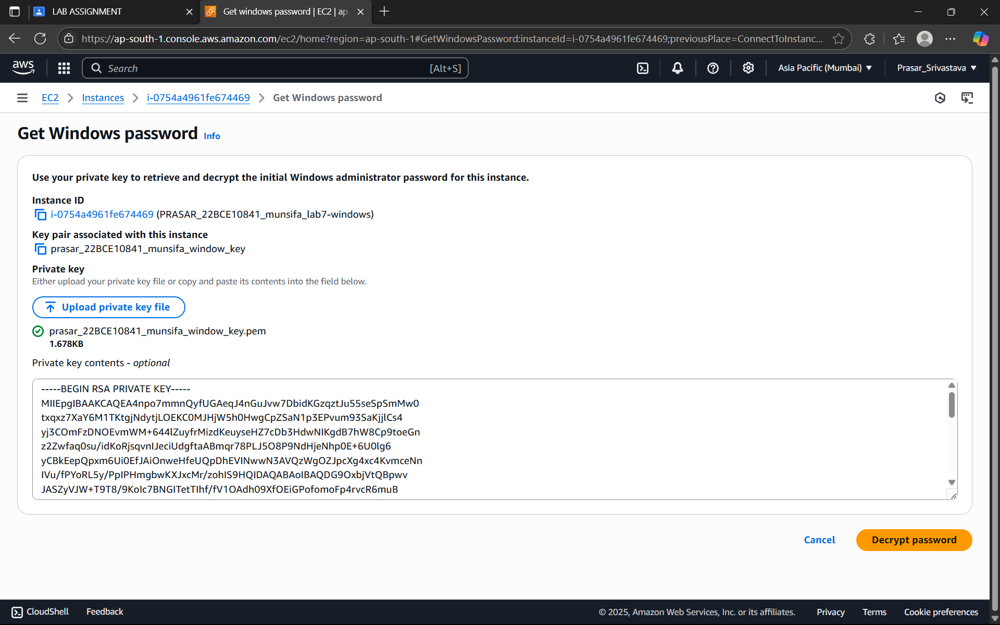 LAB ASSIGNMENT
Get windows password | EC2 | ap-
https://ap-south-1.console.aws.amazon.com/ec2/home?region=ap-south-1#GetWindowsPassword:instanceId=i-0754a4961fe674469;previousPlace=ConnectToInstanc...
aws
Search
[Alt+S]
Asia Pacific (Mumbai)
Prasar_Srivastava
EC2
Instances
i-0754a4961fe674469
Get Windows password
Get Windows password Info
Use your private key to retrieve and decrypt the initial Windows administrator password for this instance.
Instance ID
i-0754a4961fe674469 (PRASAR_22BCE10841_munsifa_lab7-windows)
Key pair associated with this instance
prasar_22BCE10841_munsifa_window_key
Private key
Either upload your private key file or copy and paste its contents into the field below.
Upload private key file
prasar_22BCE10841_munsifa_window_key.pem
1.678KB
Private key contents - optional
-----BEGIN RSA PRIVATE KEY-----
MIIEpgIBAAKCAQEA4npo7mmnQyfUGAeqJ4nGuJvw7DbidKGzqztJu55seSpSmMw0
txqxz7XaY6M1TKtgjNdytjLOEKC0MJHjW5h0HwgCpZSaN1p3EPvum93SaKjjlCs4
yj3COmFzDNOEvmWM+644lZuyfrMizdKeuyseHZ7cDb3HdwNIKgdB7hW8Cp9toeGn
z2Zwfaq0su/idKoRjsqvnIJeciUdgftaABmqr78PLJ5O8P9NdHjeNhp0E+6U0lg6
yCBkEepQpxm6Ui0EfJAiOnweHfeUQpDhEVINwwN3AVQzWgOZJpcXg4xc4KvmceNn
IVu/fPYoRL5y/PpIPHmgbwKXJxcMr/zohIS9HQIDAQABAoIBAQDG9OxbjVtQBpwv
JASZyVJW+T9T8/9KoIc7BNGITetTIhf/fV1OAdh09XfOEiGPofomoFp4rvcR6muB
Cancel
Decrypt password
CloudShell
Feedback
© 2025, Amazon Web Services, Inc. or its affiliates.
Privacy
Terms
Cookie preferences